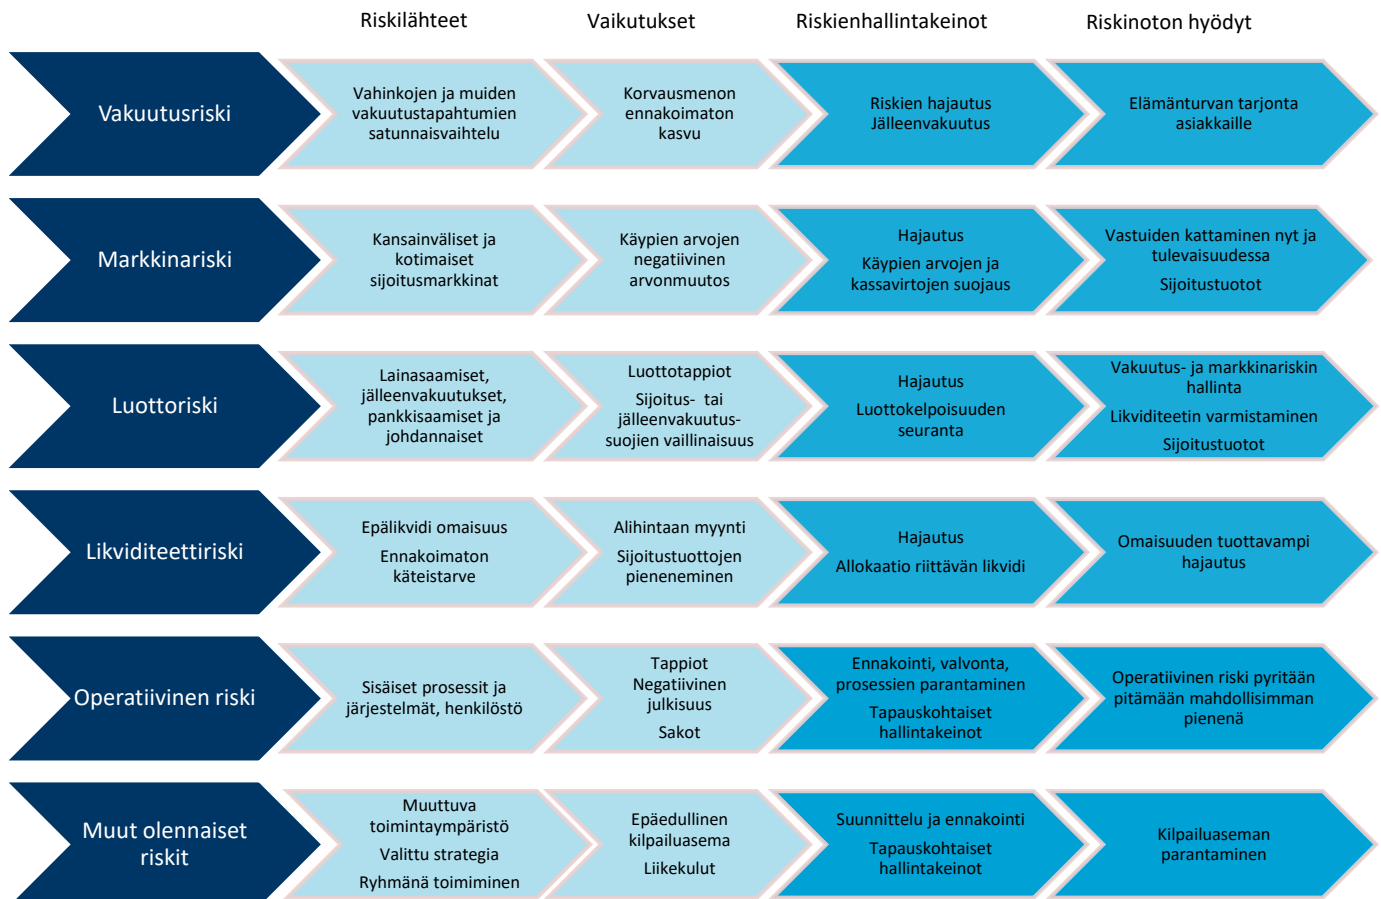 Riskilähteet
Vaikutukset
Riskienhallintakeinot
Riskinoton hyödyt
Vakuutusriski
Vahinkojen ja muiden
vakuutustapahtumien
satunnaisvaihtelu
Korvausmenon
ennakoimaton
kasvu
Riskien hajautus
Jälleenvakuutus
Elämänturvan tarjonta
asiakkaille
Markkinariski
Kansainväliset ja
kotimaiset
sijoitusmarkkinat
Käypien arvojen
negatiivinen
arvonmuutos
Hajautus
Käypien arvojen ja
kassavirtojen suojaus
Vastuiden kattaminen nyt ja
tulevaisuudessa
Sijoitustuotot
Luottoriski
Lainasaamiset,
jälleenvakuutukset,
pankkisaamiset ja
johdannaiset
Luottotappiot
Sijoitus- tai
jälleenvakuutus-
suojien vaillinaisuus
Hajautus
Luottokelpoisuuden
seuranta
Vakuutus- ja markkinariskin
hallinta
Likviditeetin varmistaminen
Sijoitustuotot
Likviditeettiriski
Epälikvidi omaisuus
Ennakoimaton
käteistarve
Alihintaan myynti
Sijoitustuottojen
pieneneminen
Hajautus
Allokaatio riittävän likvidi
Omaisuuden tuottavampi
hajautus
Operatiivinen riski
Sisäiset prosessit ja
järjestelmät, henkilöstö
Tappiot
Negatiivinen
julkisuus
Sakot
Ennakointi, valvonta,
prosessien parantaminen
Tapauskohtaiset
hallintakeinot
Operatiivinen riski pyritään
pitämään mahdollisimman
pienenä
Muut olennaiset
riskit
Muuttuva
toimintaympäristö
Valittu strategia
Ryhmänä toimiminen
Epäedullinen
kilpailuasema
Liikekulut
Suunnittelu ja ennakointi
Tapauskohtaiset
hallintakeinot
Kilpailuaseman
parantaminen